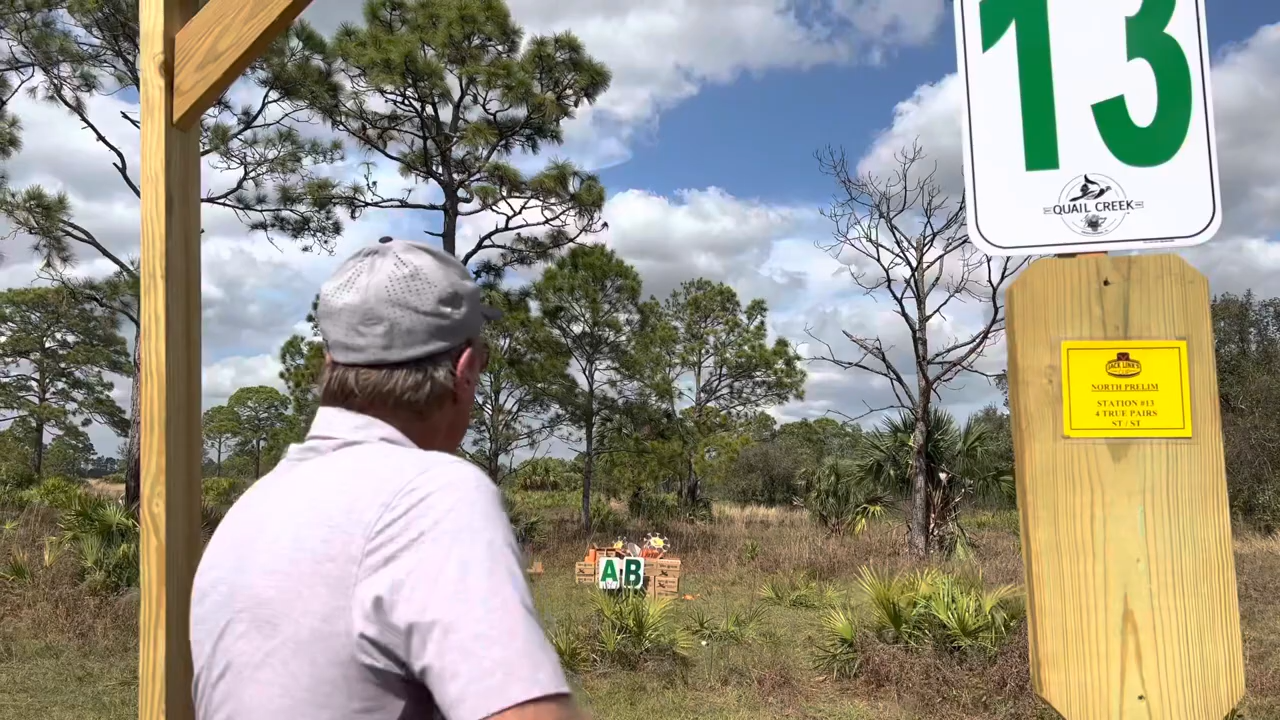 13
QUAIL CREEK
JACK LINK'S
NORTH PRELIM
STATION #13
4 TRUE PAIRS
ST / ST
A B